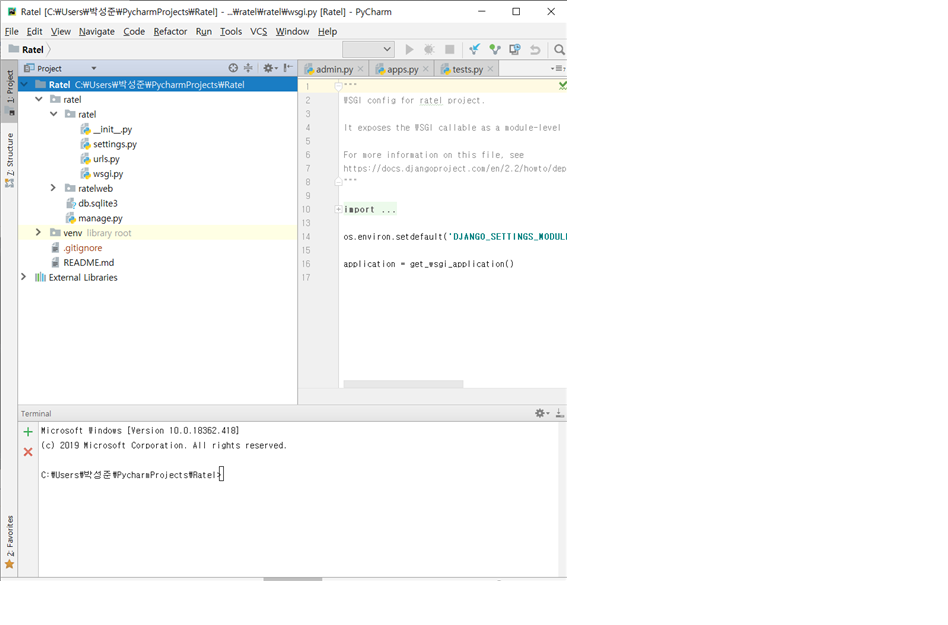 Ratel [C:₩Users₩박성준₩PycharmProjects₩Ratel] - ...₩ratel₩ratel₩wsgi.py [Ratel] - PyCharm
File Edit View Navigate Code Refactor Run Tools VCS Window Help
Ratel
Project
admin.py apps.py tests.py
1: Project
Z: Structure
2: Favorites
Ratel C:₩Users₩박성준₩PycharmProjects₩Ratel
ratel
ratel
__init__.py
settings.py
urls.py
wsgi.py
ratelweb
db.sqlite3
manage.py
venv library root
.gitignore
README.md
External Libraries
1 """
2 WSGI config for ratel project.
3
4 It exposes the WSGI callable as a module-level
5
6 For more information on this file, see
7 https://docs.djangoproject.com/en/2.2/howto/dep
8 """
9
10 import ...
13
14 os.environ.setdefault('DJANGO_SETTINGS_MODUL
15
16 application = get_wsgi_application()
17
Terminal
Microsoft Windows [Version 10.0.18362.418]
(c) 2019 Microsoft Corporation. All rights reserved.
C:₩Users₩박성준₩PycharmProjects₩Ratel>